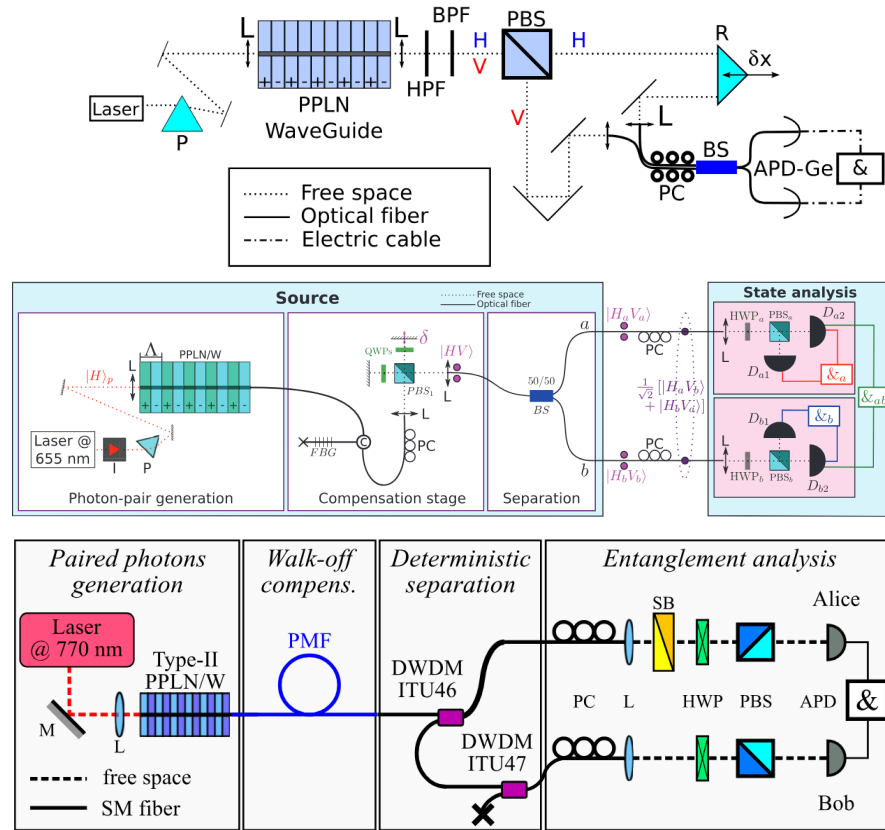 L
L
BPF
PBS
R
H
H
δx
Laser
P
+ - + - + - + - + -
HPF
V
V
PPLN
WaveGuide
L
BS
APD-Ge
&
PC
Free space
Optical fiber
Electric cable
Source
Free space
Optical fiber
State analysis
Λ
PPLN/W
|H⟩p
L
+ - + - + - + - + -
Laser @
655 nm
I
P
Photon-pair generation
δ
QWPs
|HV⟩
PBS1
L
L
C
FBG
PC
Compensation stage
50/50
BS
Separation
a
b
|HaVa⟩
PC
1/√2 [|HaVb⟩
+ |HbVa⟩]
PC
|HbVb⟩
HWPa
PBSa
Da2
L
Da1
&a
&ab
Db1
&b
L
HWPb
PBSb
Db2
Paired photons
generation
Walk-off
compens.
Deterministic
separation
Entanglement analysis
Laser
@ 770 nm
Type-II
PPLN/W
M
L
free space
SM fiber
PMF
DWDM
ITU46
DWDM
ITU47
SB
Alice
PC
L
HWP
PBS
APD
&
Bob